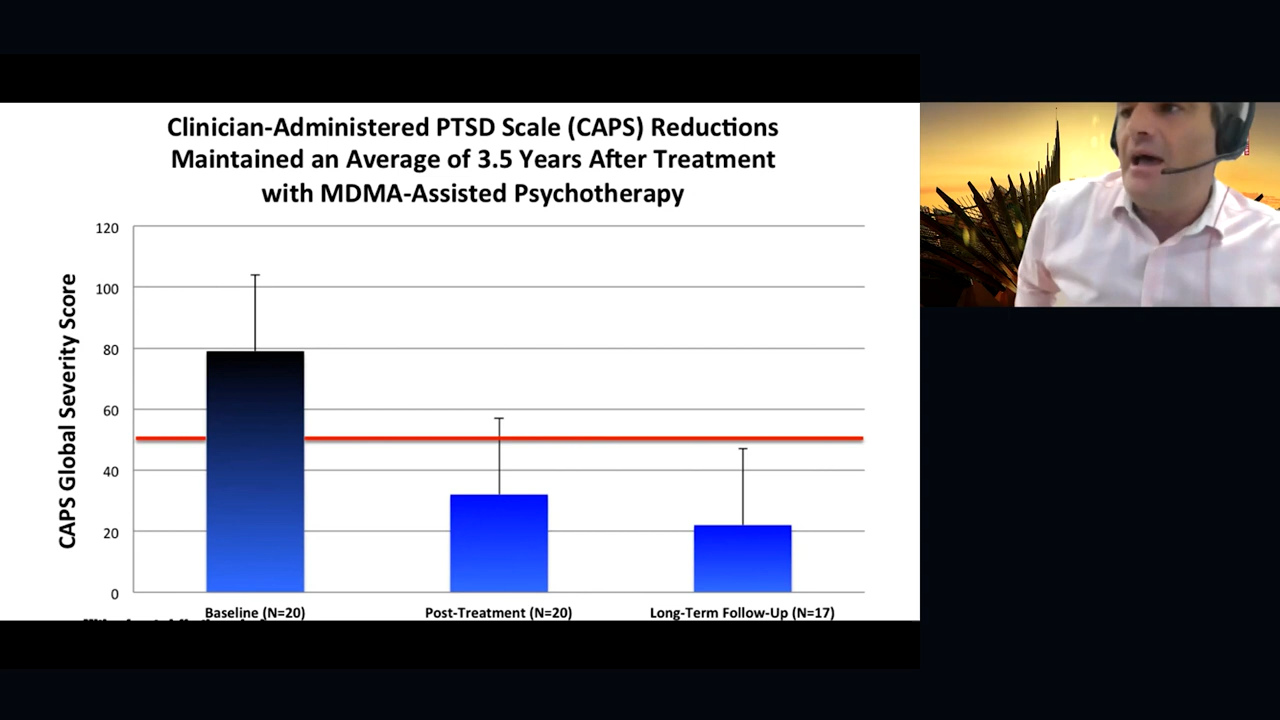 Clinician-Administered PTSD Scale (CAPS) Reductions
Maintained an Average of 3.5 Years After Treatment
with MDMA-Assisted Psychotherapy
CAPS Global Severity Score
120
100
80
60
40
20
0
Baseline (N=20)
Post-Treatment (N=20)
Long-Term Follow-Up (N=17)